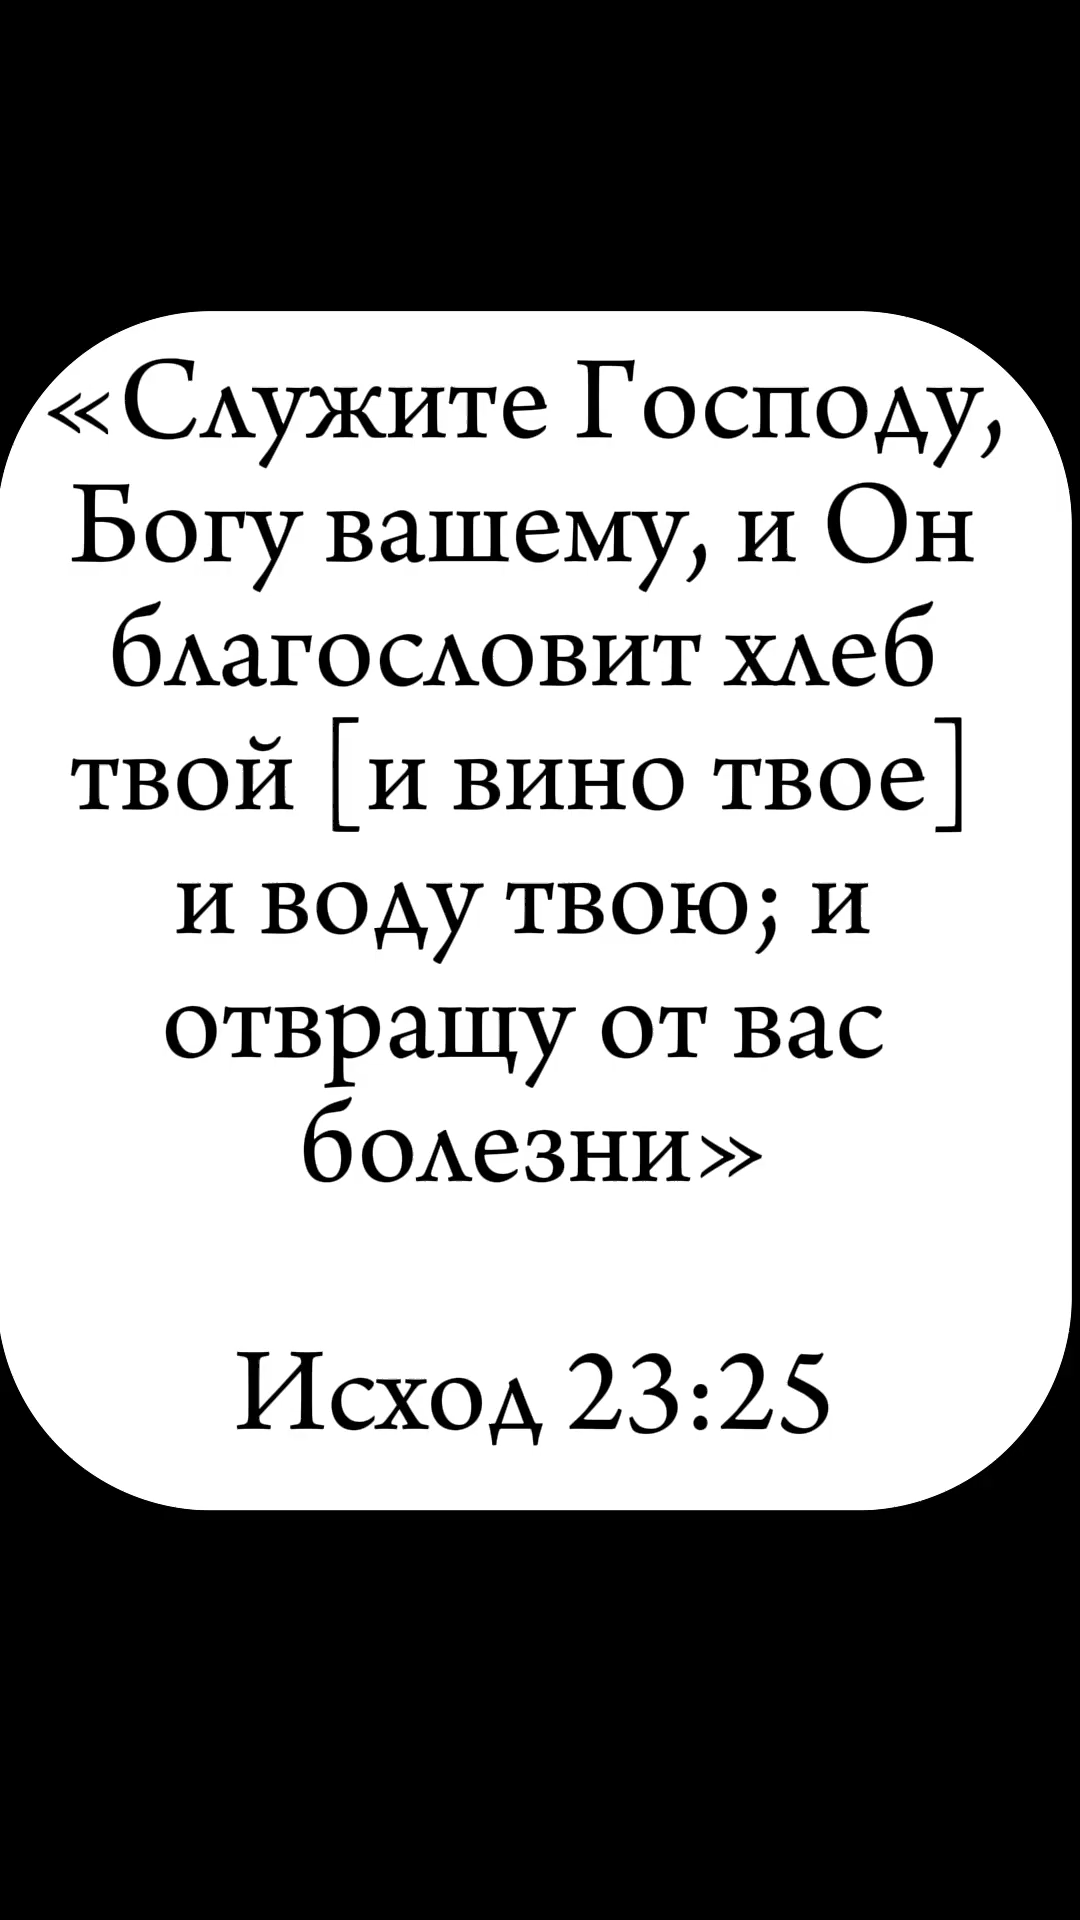 «Служите Господу,
Богу вашему, и Он
благословит хлеб
твой [и вино твое]
и воду твою; и
отвращу от вас
болезни»
Исход 23:25